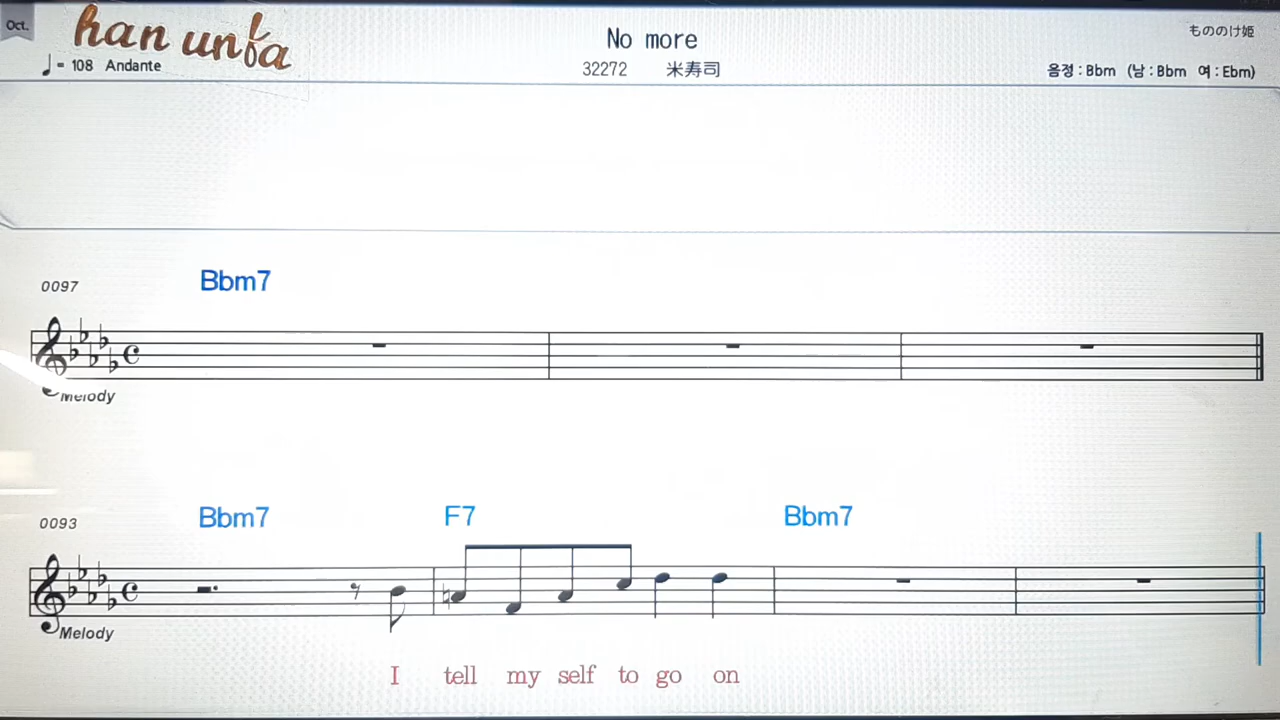 Oct.
han unfa
No more
もののけ姫
♩= 108 Andante
32272 米寿司
음정 : Bbm (남 : Bbm 여 : Ebm)
0097
Bbm7
Melody
0093
Bbm7 F7 Bbm7
Melody
I tell my self to go on